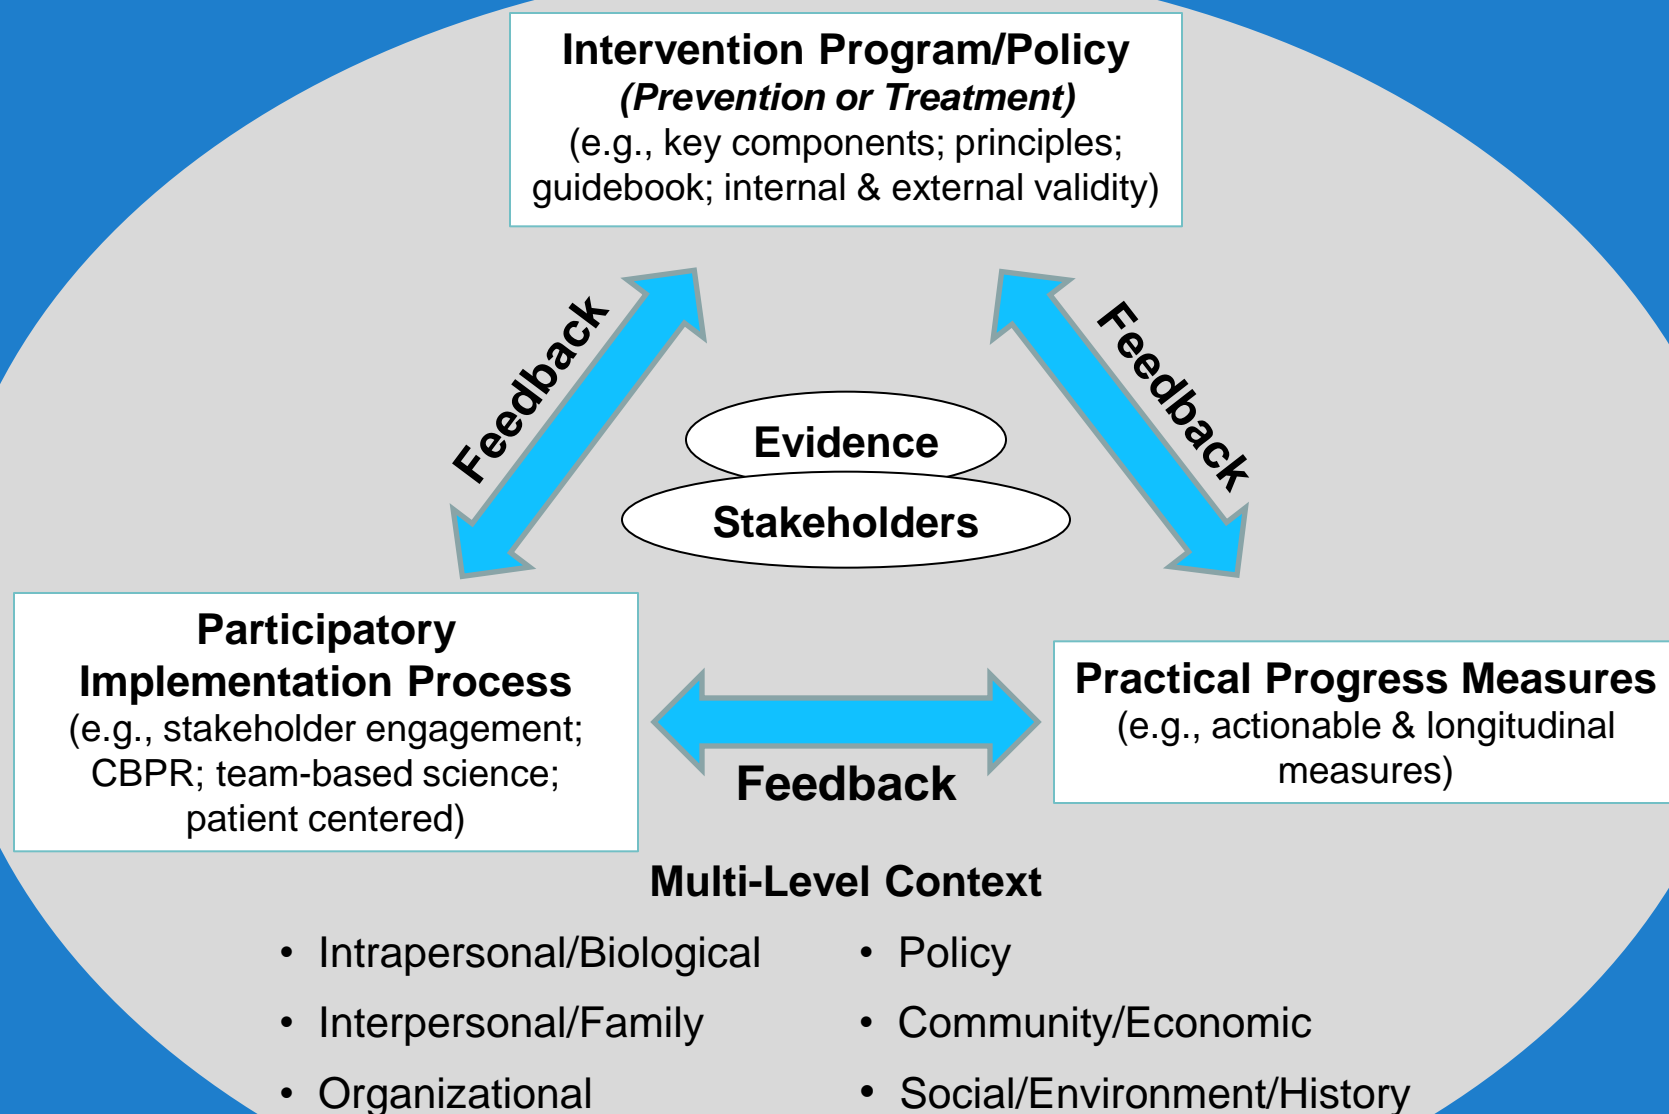 Intervention Program/Policy
(Prevention or Treatment)
(e.g., key components; principles;
guidebook; internal & external validity)
Feedback
Feedback
Evidence
Stakeholders
Participatory
Implementation Process
(e.g., stakeholder engagement;
CBPR; team-based science;
patient centered)
Practical Progress Measures
(e.g., actionable & longitudinal
measures)
Feedback
Multi-Level Context
• Intrapersonal/Biological
• Interpersonal/Family
• Organizational
• Policy
• Community/Economic
• Social/Environment/History